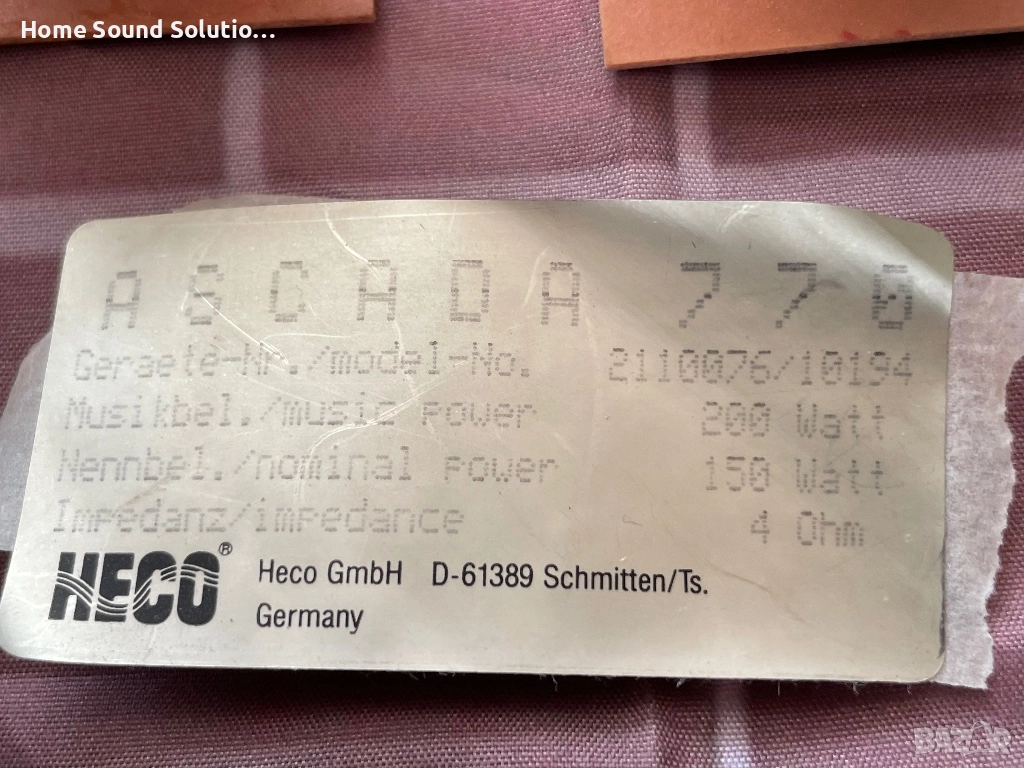 Home Sound Solutio...
ASCADA 770
Geraete-Nr./model-No. 2110076/10194
Musikbel./music power 200 Watt
Nennbel./nominal power 150 Watt
Impedanz/impedance 4 Ohm
HECO® Heco GmbH D-61389 Schmitten/Ts.
Germany
BAZAR